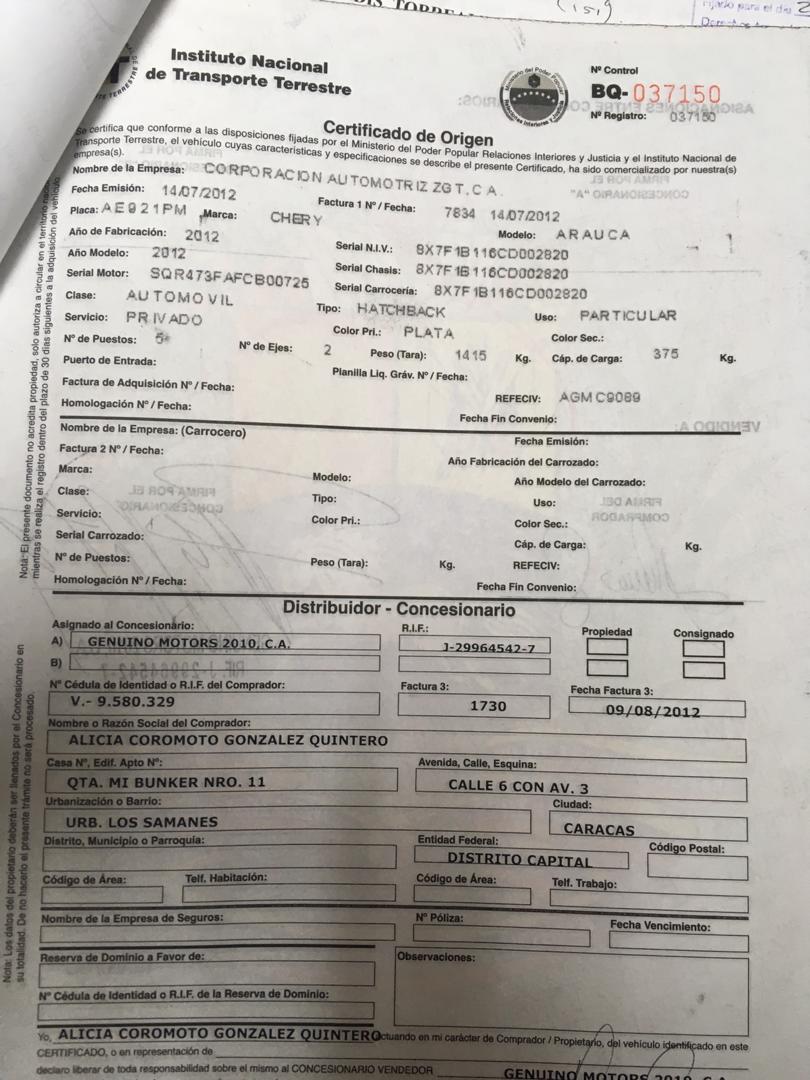 Instituto Nacional
de Transporte Terrestre
Nº Control
BQ-037150
Nº Registro: 037150
Certificado de Origen
Se certifica que conforme a las disposiciones fijadas por el Ministerio del Poder Popular Relaciones Interiores y Justicia y el Instituto Nacional de
Transporte Terrestre, el vehículo cuyas características y especificaciones se describe el presente Certificado, ha sido comercializado por nuestra(s)
empresa(s).
Nombre de la Empresa: CORPORACION AUTOMOTRIZ ZGT, C.A.
Fecha Emisión: 14/07/2012 Factura 1 Nº / Fecha: 7834 14/07/2012
Placa: AE921PM Marca: CHERY Modelo: ARAUCA
Año de Fabricación: 2012
Año Modelo: 2012 Serial N.I.V.: 8X7F1B116CD002820
Serial Motor: SQR473FAFCB00725 Serial Chasis: 8X7F1B116CD002820
Serial Carrocería: 8X7F1B116CD002820
Clase: AUTOMOVIL Tipo: HATCHBACK Uso: PARTICULAR
Servicio: PRIVADO Color Pri.: PLATA Color Sec.:
Nº de Puestos: 5 Nº de Ejes: 2 Peso (Tara): 1415 Kg. Cáp. de Carga: 375 Kg.
Puerto de Entrada: Planilla Liq. Gráv. Nº / Fecha:
Factura de Adquisición Nº / Fecha: REFECIV: AGMC9089
Homologación Nº / Fecha: Fecha Fin Convenio:
Nombre de la Empresa: (Carrocero) Fecha Emisión:
Factura 2 Nº / Fecha: Año Fabricación del Carrozado:
Marca: Modelo: Año Modelo del Carrozado:
Clase: Tipo: Uso:
Servicio: Color Pri.: Color Sec.:
Serial Carrozado: Cáp. de Carga: Kg.
Nº de Puestos: Peso (Tara): Kg. REFECIV:
Homologación Nº / Fecha: Fecha Fin Convenio:
Distribuidor - Concesionario
Asignado al Concesionario: R.I.F.: Propiedad Consignado
A) GENUINO MOTORS 2010, C.A. J-29964542-7
B)
Nº Cédula de Identidad o R.I.F. del Comprador: Factura 3: Fecha Factura 3:
V.- 9.580.329 1730 09/08/2012
Nombre o Razón Social del Comprador:
ALICIA COROMOTO GONZALEZ QUINTERO
Casa Nº, Edif. Apto Nº: Avenida, Calle, Esquina:
QTA. MI BUNKER NRO. 11 CALLE 6 CON AV. 3
Urbanización o Barrio: Ciudad:
URB. LOS SAMANES CARACAS
Distrito, Municipio o Parroquia: Entidad Federal: Código Postal:
DISTRITO CAPITAL
Código de Área: Telf. Habitación: Código de Área: Telf. Trabajo:
Nombre de la Empresa de Seguros: Nº Póliza: Fecha Vencimiento:
Reserva de Dominio a Favor de: Observaciones:
Nº Cédula de Identidad o R.I.F. de la Reserva de Dominio:
Yo, ALICIA COROMOTO GONZALEZ QUINTERO actuando en mi carácter de Comprador / Propietario, del vehículo identificado en este
CERTIFICADO, o en representación de
declaro liberar de toda responsabilidad sobre el mismo al CONCESIONARIO VENDEDOR GENUINO MOTORS 2010, C.A.
Nota: El presente documento no acredita propiedad, solo autoriza a circular en el territorio
mientras se realiza el registro dentro del plazo de 30 días siguientes a la adquisición del vehículo
Nota: Los datos del propietario deberán ser llenados por el Concesionario en
su totalidad. De no hacerlo el presente trámite no será procesado.